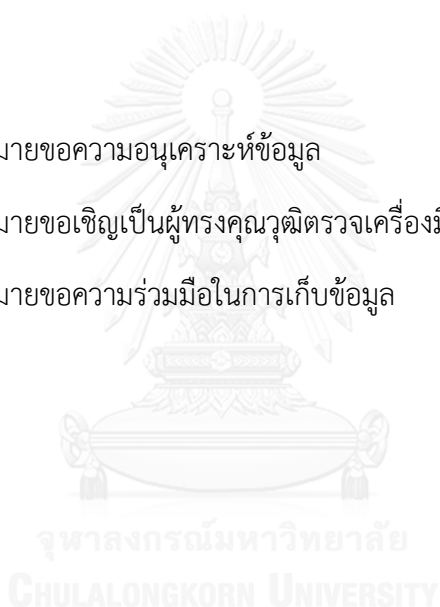 มายขอความอนุเคราะห์ข้อมูล
มายขอเชิญเป็นผู้ทรงคุณวุฒิตรวจเครื่องมื
มายขอความร่วมมือในการเก็บข้อมูล
จุฬาลงกรณ์มหาวิทยาลัย
CHULALONGKORN UNIVERSITY